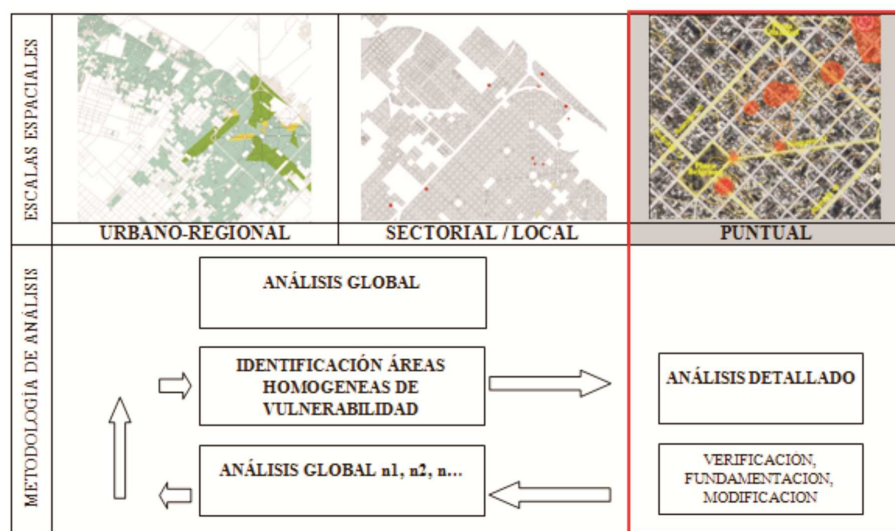 ESCALAS ESPACIALES
URBANO-REGIONAL
SECTORIAL / LOCAL
PUNTUAL
METODOLOGÍA DE ANÁLISIS
ANÁLISIS GLOBAL
IDENTIFICACIÓN ÁREAS
HOMOGENEAS DE
VULNERABILIDAD
ANÁLISIS DETALLADO
ANÁLISIS GLOBAL n1, n2, n...
VERIFICACIÓN,
FUNDAMENTACION,
MODIFICACION